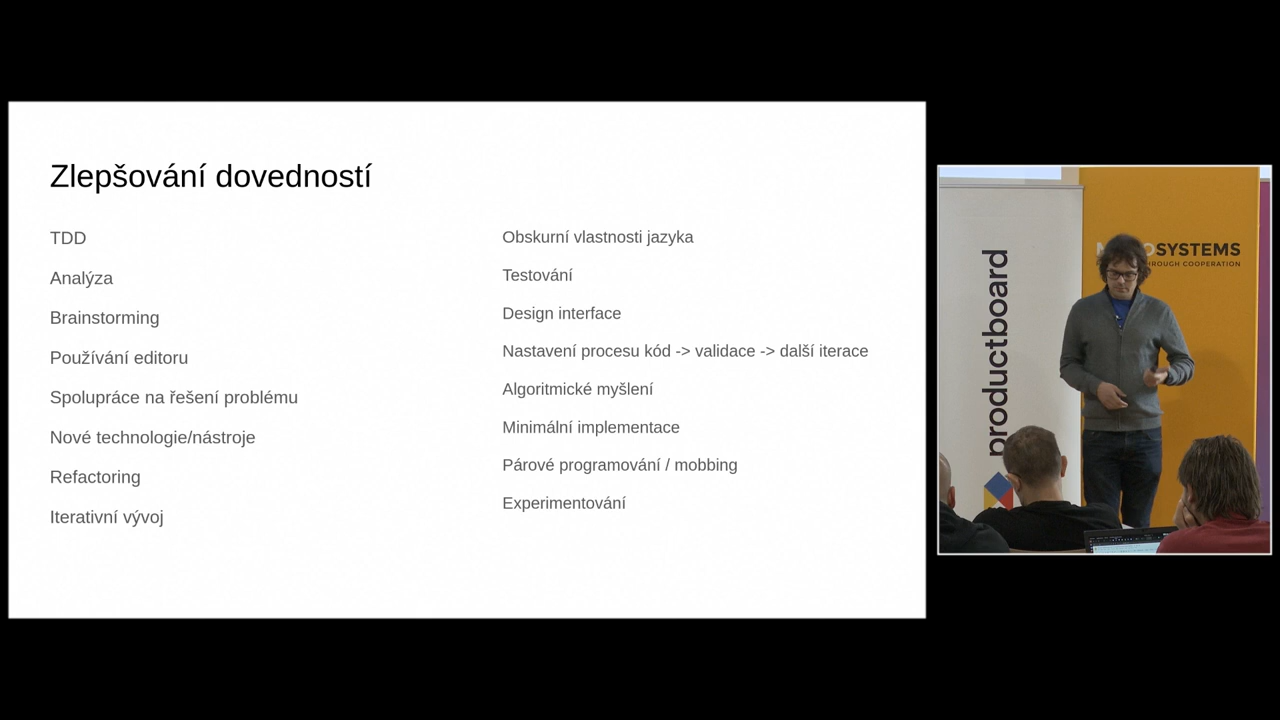 Zlepšování dovedností
TDD
Analýza
Brainstorming
Používání editoru
Spolupráce na řešení problému
Nové technologie/nástroje
Refactoring
Iterativní vývoj
Obskurní vlastnosti jazyka
Testování
Design interface
Nastavení procesu kód -> validace -> další iterace
Algoritmické myšlení
Minimální implementace
Párové programování / mobbing
Experimentování
productboard
SYSTEMS
THROUGH COOPERATION